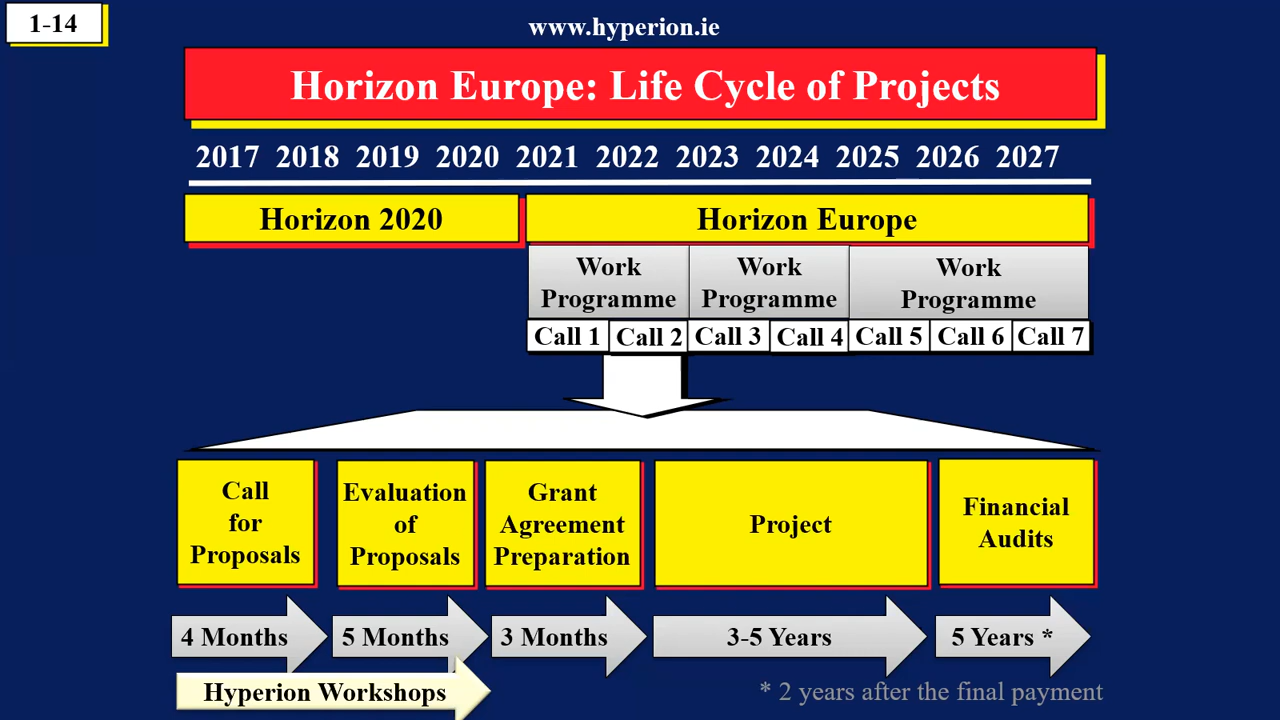 1-14
www.hyperion.ie
Horizon Europe: Life Cycle of Projects
2017 2018 2019 2020 2021 2022 2023 2024 2025 2026 2027
Horizon 2020
Horizon Europe
Work
Programme
Work
Programme
Work
Programme
Call 1
Call 2
Call 3
Call 4
Call 5
Call 6
Call 7
Call
for
Proposals
Evaluation
of
Proposals
Grant
Agreement
Preparation
Project
Financial
Audits
4 Months
5 Months
3 Months
3-5 Years
5 Years *
Hyperion Workshops
* 2 years after the final payment